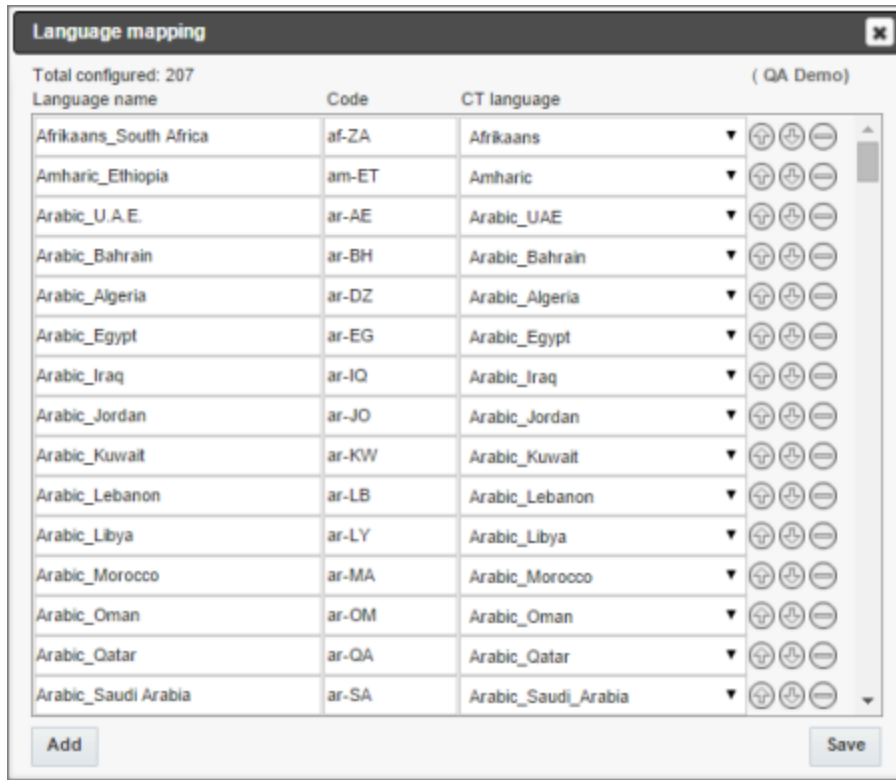 Language mapping
Total configured: 207 ( QA Demo)
Language name Code CT language
Afrikaans_South Africa af-ZA Afrikaans
Amharic_Ethiopia am-ET Amharic
Arabic_U.A.E. ar-AE Arabic_UAE
Arabic_Bahrain ar-BH Arabic_Bahrain
Arabic_Algeria ar-DZ Arabic_Algeria
Arabic_Egypt ar-EG Arabic_Egypt
Arabic_Iraq ar-IQ Arabic_Iraq
Arabic_Jordan ar-JO Arabic_Jordan
Arabic_Kuwait ar-KW Arabic_Kuwait
Arabic_Lebanon ar-LB Arabic_Lebanon
Arabic_Libya ar-LY Arabic_Libya
Arabic_Morocco ar-MA Arabic_Morocco
Arabic_Oman ar-OM Arabic_Oman
Arabic_Qatar ar-QA Arabic_Qatar
Arabic_Saudi Arabia ar-SA Arabic_Saudi_Arabia
Add Save